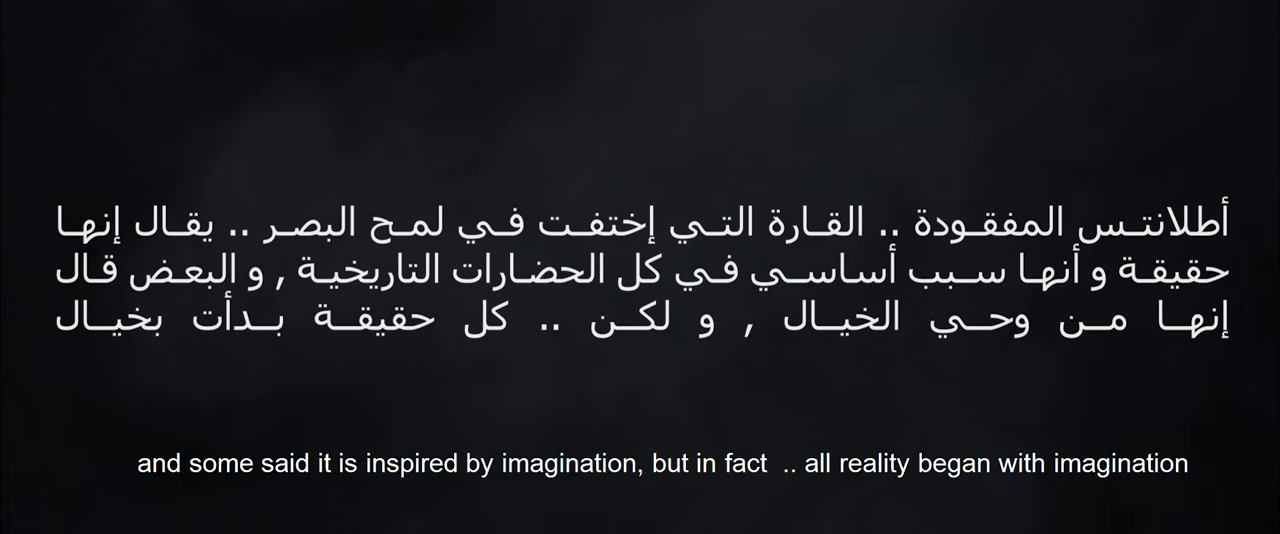 أطلانتس المفقودة .. القارة التي إختفت في لمح البصر .. يقال إنها
حقيقة و أنها سبب أساسي في كل الحضارات التاريخية , و البعض قال
إنها من وحي الخيال , و لكن .. كل حقيقة بدأت بخيال
and some said it is inspired by imagination, but in fact  .. all reality began with imagination